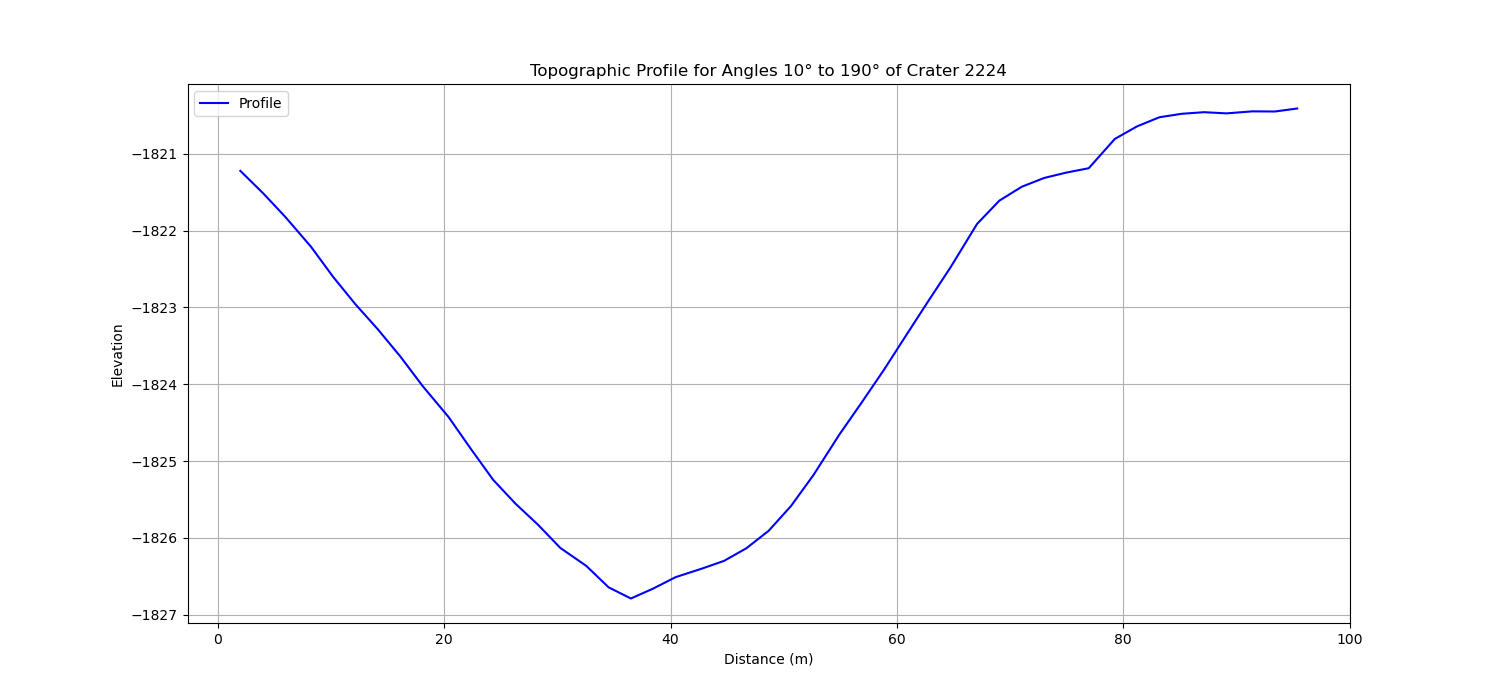 Topographic Profile for Angles 10° to 190° of Crater 2224
Profile
−1821
−1822
−1823
−1824
−1825
−1826
−1827
Elevation
0 20 40 60 80 100
Distance (m)